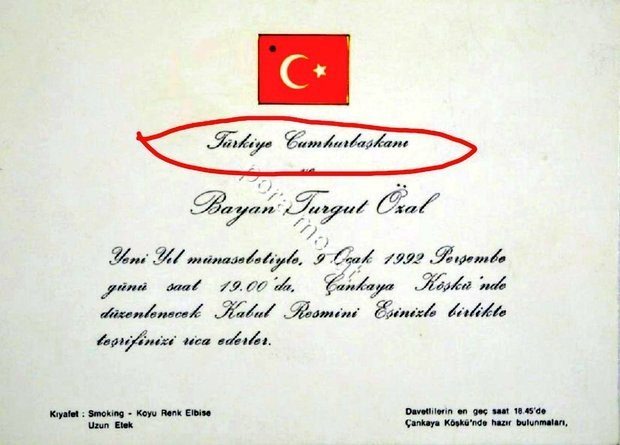 Türkiye Cumhurbaşkanı
ve
Bayan Turgut Özal
Yeni Yıl münasebetiyle, 9 Ocak 1992 Perşembe
günü saat 19.00'da, Çankaya Köşkü'nde
düzenlenecek Kabul Resmini Eşinizle birlikte
teşrifinizi rica ederler.
Kıyafet : Smoking - Koyu Renk Elbise
Uzun Etek
Davetlilerin en geç saat 18.45'de
Çankaya Köşkü'nde hazır bulunmaları,